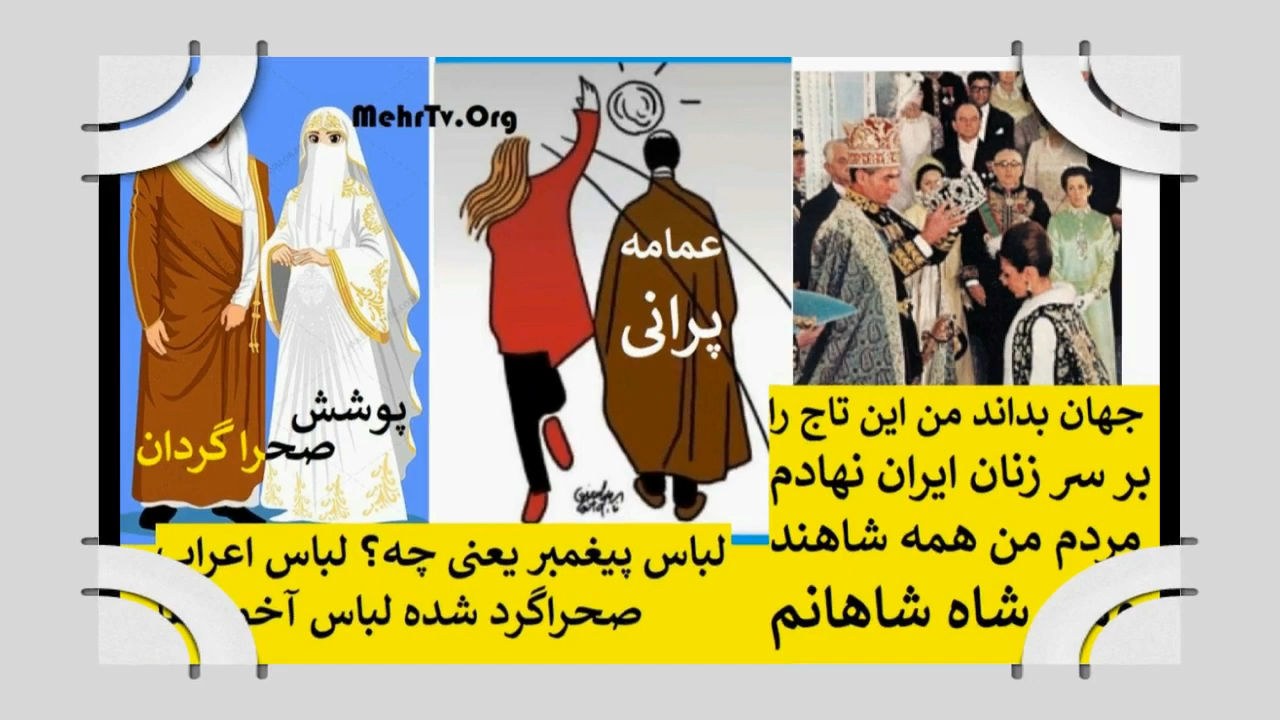 MehrTv.Org
عمامه
پرانی
پوشش
صحرا گردان
جهان بداند من این تاج را
بر سر زنان ایران نهادم
مردم من همه شاهند
شاه شاهانم
لباس پیغمبر یعنی چه؟ لباس اعراب
صحراگرد شده لباس